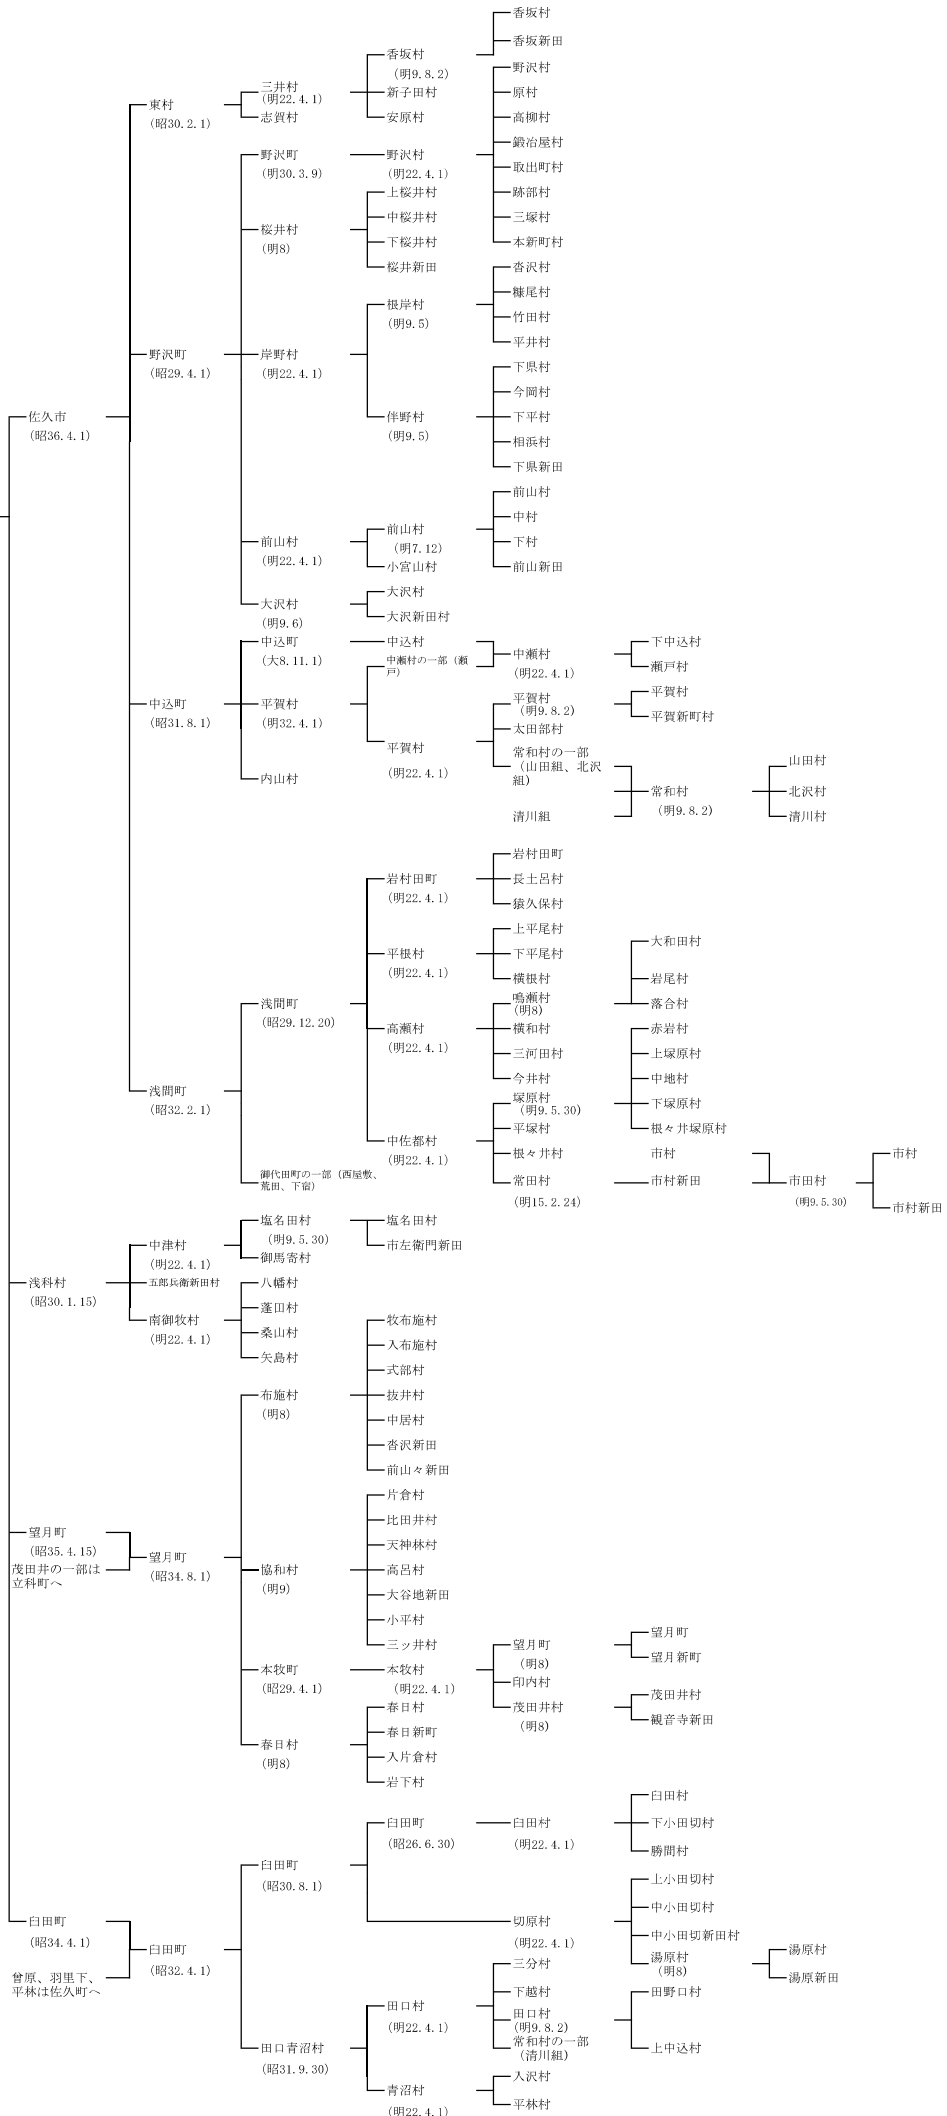 香坂村
香坂新田
香坂村
(明9.8.2)
野沢村
三井村
(明22.4.1)
新子田村
原村
東村
(昭30.2.1)
志賀村
安原村
高柳村
鍛冶屋村
野沢町
(明30.3.9)
野沢村
(明22.4.1)
取出町村
上桜井村
跡部村
中桜井村
三塚村
桜井村
(明8)
下桜井村
本新町村
桜井新田
沓沢村
糠尾村
根岸村
(明9.5)
竹田村
平井村
野沢町
(昭29.4.1)
岸野村
(明22.4.1)
下県村
今岡村
佐久市
(昭36.4.1)
伴野村
(明9.5)
下平村
相浜村
下県新田
前山村
中村
前山村
(明22.4.1)
前山村
(明7.12)
下村
小宮山村
前山新田
大沢村
(明9.6)
大沢村
大沢新田村
中込町
(大8.11.1)
中込村
下中込村
中瀬村の一部（瀬
戸）
中瀬村
(明22.4.1)
瀬戸村
平賀村
平賀村
(明9.8.2)
中込町
(昭31.8.1)
平賀村
(明32.4.1)
平賀新町村
太田部村
平賀村
(明22.4.1)
常和村の一部
（山田組、北沢
組）
山田村
内山村
常和村
(明9.8.2)
北沢村
清川組
清川村
岩村田町
岩村田町
(明22.4.1)
長土呂村
猿久保村
上平尾村
大和田村
平根村
(明22.4.1)
下平尾村
横根村
岩尾村
浅間町
(昭29.12.20)
鳴瀬村
(明8)
落合村
高瀬村
(明22.4.1)
横和村
赤岩村
三河田村
上塚原村
今井村
中地村
浅間町
(昭32.2.1)
塚原村
(明9.5.30)
下塚原村
平塚村
根々井塚原村
中佐都村
(明22.4.1)
根々井村
市村
市村
御代田町の一部（西屋敷、
荒田、下宿）
常田村
(明15.2.24)
市村新田
市田村
(明9.5.30)
市村新田
塩名田村
(明9.5.30)
塩名田村
中津村
(明22.4.1)
市左衛門新田
御馬寄村
浅科村
(昭30.1.15)
五郎兵衛新田村
八幡村
蓬田村
南御牧村
(明22.4.1)
桑山村
矢島村
牧布施村
入布施村
式部村
布施村
(明8)
抜井村
中居村
沓沢新田
前山々新田
片倉村
比田井村
望月町
(昭35.4.15)
茂田井の一部は
立科町へ
望月町
(昭34.8.1)
天神林村
協和村
(明9)
高呂村
大谷地新田
小平村
三ッ井村
望月町
(明8)
望月町
望月新町
本牧町
(昭29.4.1)
本牧村
(明22.4.1)
印内村
茂田井村
(明8)
茂田井村
観音寺新田
春日村
春日新町
春日村
(明8)
入片倉村
岩下村
臼田村
臼田町
(昭26.6.30)
臼田村
(明22.4.1)
下小田切村
勝間村
臼田町
(昭30.8.1)
上小田切村
中小田切村
切原村
(明22.4.1)
中小田切新田村
臼田町
(昭34.4.1)
曾原、羽里下、
平林は佐久町へ
臼田町
(昭32.4.1)
湯原村
(明8)
湯原村
湯原新田
三分村
下越村
田野口村
田口村
(明22.4.1)
田口村
(明9.8.2)
常和村の一部
（清川組）
上中込村
田口青沼村
(昭31.9.30)
入沢村
青沼村
(明22.4.1)
平林村